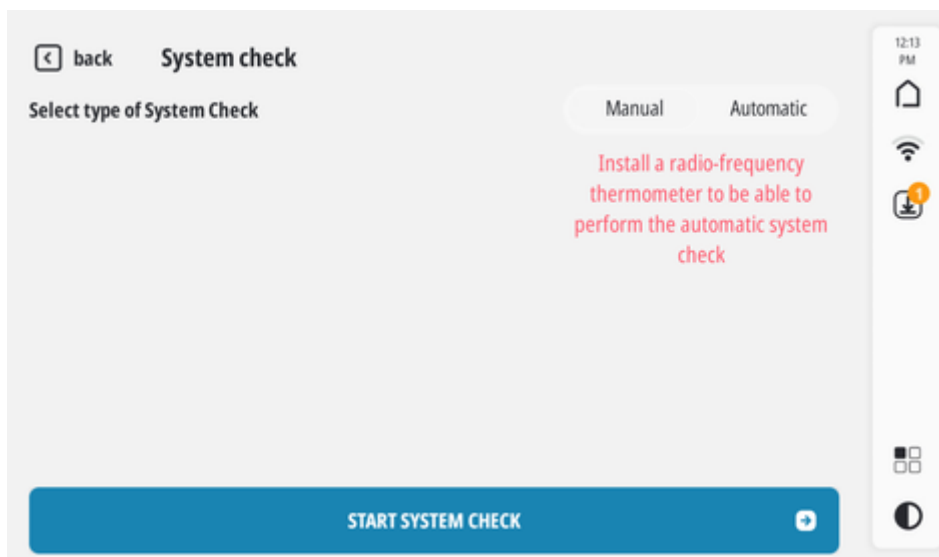 back
System check
12:13
PM
Select type of System Check
Manual
Automatic
Install a radio-frequency
thermometer to be able to
perform the automatic system
check
1
START SYSTEM CHECK